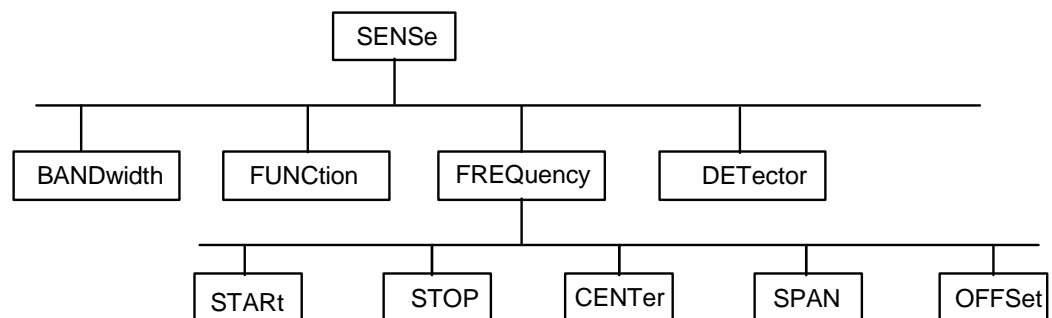 SENSe
BANDwidth FUNCtion FREQuency DETector
STARt STOP CENTer SPAN OFFSet